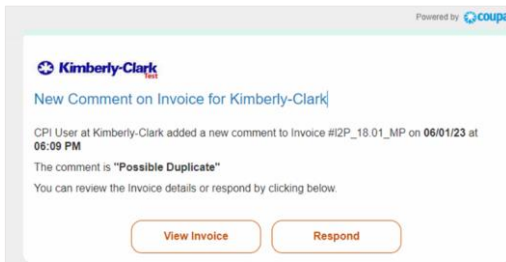 Powered by coupa
Kimberly-Clark
Test
New Comment on Invoice for Kimberly-Clark
CPI User at Kimberly-Clark added a new comment to Invoice #I2P_18.01_MP on 06/01/23 at
06:09 PM
The comment is "Possible Duplicate"
You can review the Invoice details or respond by clicking below.
View Invoice Respond